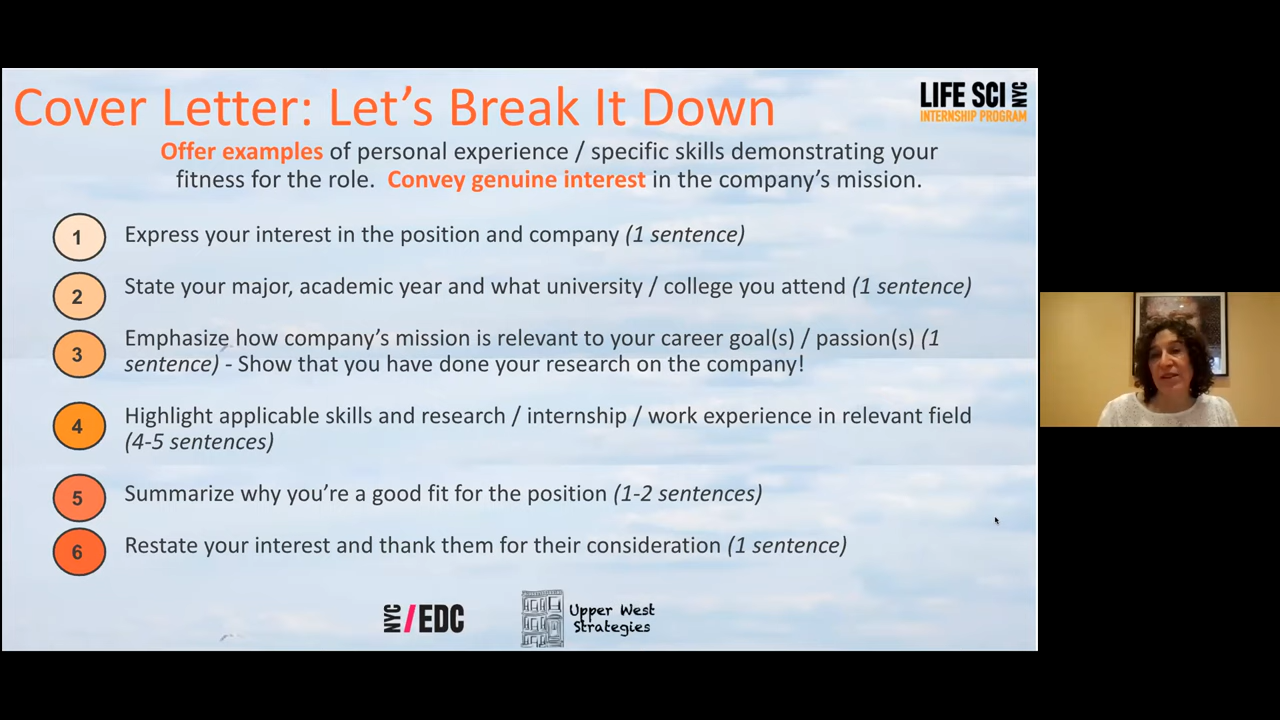 Cover Letter: Let's Break It Down
LIFE SCI NYC
INTERNSHIP PROGRAM
Offer examples of personal experience / specific skills demonstrating your
fitness for the role. Convey genuine interest in the company's mission.
1
Express your interest in the position and company (1 sentence)
2
State your major, academic year and what university / college you attend (1 sentence)
3
Emphasize how company's mission is relevant to your career goal(s) / passion(s) (1
sentence) - Show that you have done your research on the company!
4
Highlight applicable skills and research / internship / work experience in relevant field
(4-5 sentences)
5
Summarize why you're a good fit for the position (1-2 sentences)
6
Restate your interest and thank them for their consideration (1 sentence)
NYC/EDC
Upper West
Strategies